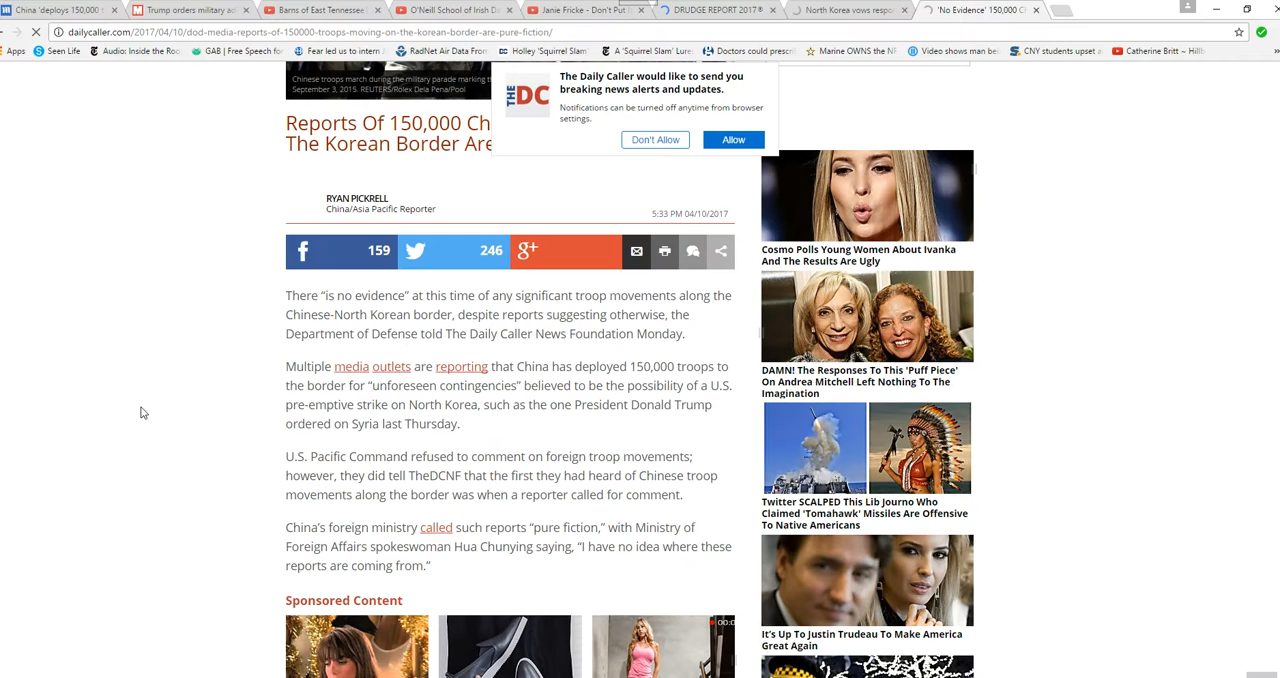 China 'deploys 150,000 t
Trump orders military ad
Barns of East Tennessee
O'Neill School of Irish Da
Janie Fricke – Don't Put
DRUDGE REPORT 2017®
North Korea vows respo
'No Evidence' 150,000 Cl
dailycaller.com/2017/04/10/dod-media-reports-of-150000-troops-moving-on-the-korean-border-are-pure-fiction/
Apps
Seen Life
Audio: Inside the Roo
GAB | Free Speech fo
Fear led us to intern J
RadNet Air Data From
Holley 'Squirrel Slam'
A 'Squirrel Slam' Lure
Doctors could prescri
Marine OWNS the NF
Video shows man bei
CNY students upset a
Catherine Britt ~ Hillb
Chinese troops march during the military parade marking th
September 3, 2015. REUTERS/Rolex Dela Pena/Pool
THE DC
The Daily Caller would like to send you
breaking news alerts and updates.
Notifications can be turned off anytime from browser
settings.
Don't Allow
Allow
Reports Of 150,000 Ch
The Korean Border Are
RYAN PICKRELL
China/Asia Pacific Reporter
5:33 PM 04/10/2017
f 159
246
g+
There “is no evidence” at this time of any significant troop movements along the
Chinese-North Korean border, despite reports suggesting otherwise, the
Department of Defense told The Daily Caller News Foundation Monday.
Multiple media outlets are reporting that China has deployed 150,000 troops to
the border for “unforeseen contingencies” believed to be the possibility of a U.S.
pre-emptive strike on North Korea, such as the one President Donald Trump
ordered on Syria last Thursday.
U.S. Pacific Command refused to comment on foreign troop movements;
however, they did tell TheDCNF that the first they had heard of Chinese troop
movements along the border was when a reporter called for comment.
China’s foreign ministry called such reports “pure fiction,” with Ministry of
Foreign Affairs spokeswoman Hua Chunying saying, “I have no idea where these
reports are coming from.”
Sponsored Content
00:0
Cosmo Polls Young Women About Ivanka
And The Results Are Ugly
DAMN! The Responses To This 'Puff Piece'
On Andrea Mitchell Left Nothing To The
Imagination
Twitter SCALPED This Lib Journo Who
Claimed 'Tomahawk' Missiles Are Offensive
To Native Americans
It's Up To Justin Trudeau To Make America
Great Again